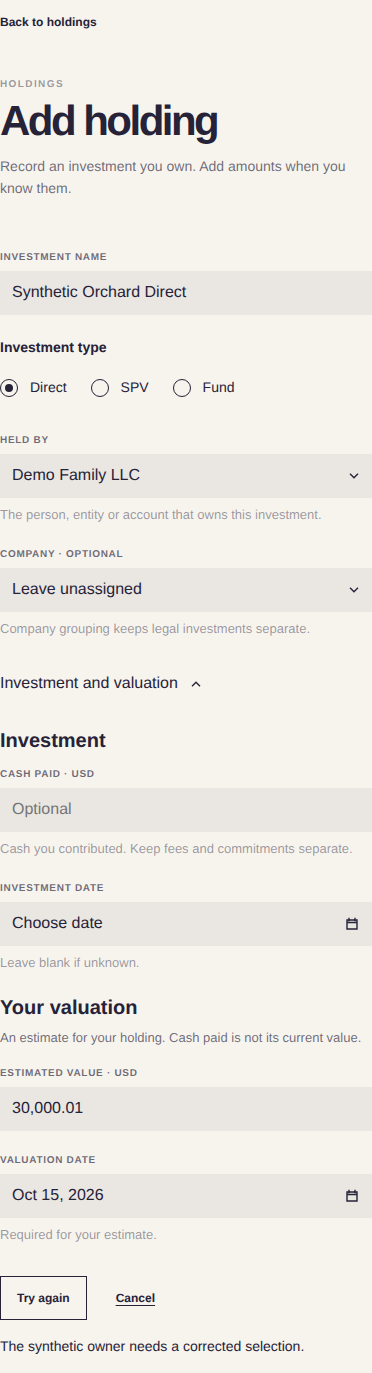 Back to holdings
HOLDINGS
Add holding
Record an investment you own. Add amounts when you
know them.
INVESTMENT NAME
Synthetic Orchard Direct
Investment type
Direct
SPV
Fund
HELD BY
Demo Family LLC
The person, entity or account that owns this investment.
COMPANY · OPTIONAL
Leave unassigned
Company grouping keeps legal investments separate.
Investment and valuation
Investment
CASH PAID · USD
Optional
Cash you contributed. Keep fees and commitments separate.
INVESTMENT DATE
Choose date
Leave blank if unknown.
Your valuation
An estimate for your holding. Cash paid is not its current value.
ESTIMATED VALUE · USD
30,000.01
VALUATION DATE
Oct 15, 2026
Required for your estimate.
Try again
Cancel
The synthetic owner needs a corrected selection.